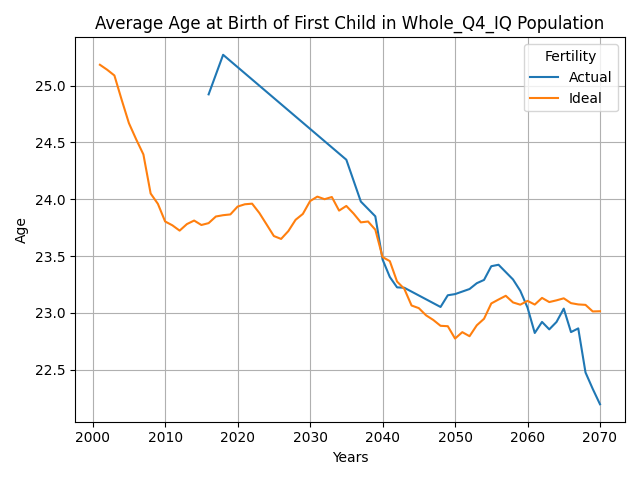 Average Age at Birth of First Child in Whole_Q4_IQ Population
Fertility
Actual
Ideal
25.0
24.5
24.0
23.5
23.0
22.5
Age
2000 2010 2020 2030 2040 2050 2060 2070
Years